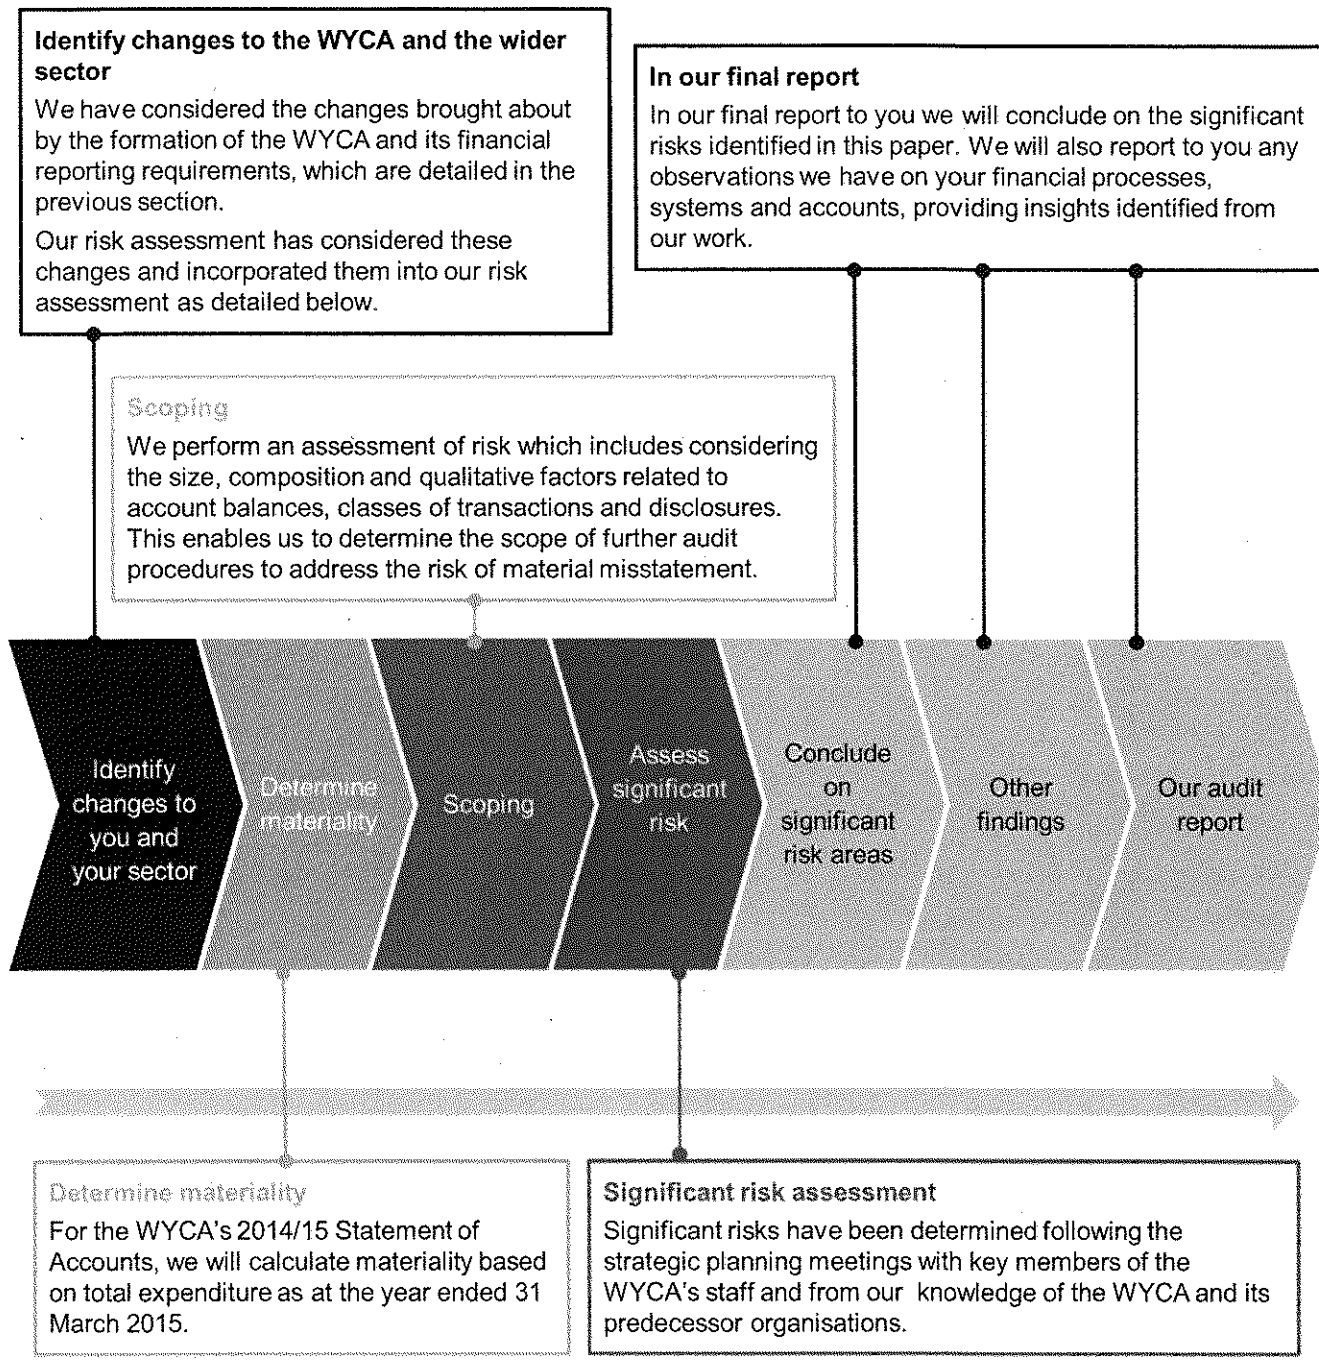 Identify changes to the WYCA and the wider
sector
We have considered the changes brought about
by the formation of the WYCA and its financial
reporting requirements, which are detailed in the
previous section.
Our risk assessment has considered these
changes and incorporated them into our risk
assessment as detailed below.
In our final report
In our final report to you we will conclude on the significant
risks identified in this paper. We will also report to you any
observations we have on your financial processes,
systems and accounts, providing insights identified from
our work.
Scoping
We perform an assessment of risk which includes considering
the size, composition and qualitative factors related to
account balances, classes of transactions and disclosures.
This enables us to determine the scope of further audit
procedures to address the risk of material misstatement.
Identify
changes to
you and
your sector
Determine
materiality
Scoping
Assess
significant
risk
Conclude
on
significant
risk areas
Other
findings
Our audit
report
Determine materiality
For the WYCA's 2014/15 Statement of
Accounts, we will calculate materiality based
on total expenditure as at the year ended 31
March 2015.
Significant risk assessment
Significant risks have been determined following the
strategic planning meetings with key members of the
WYCA's staff and from our knowledge of the WYCA and its
predecessor organisations.